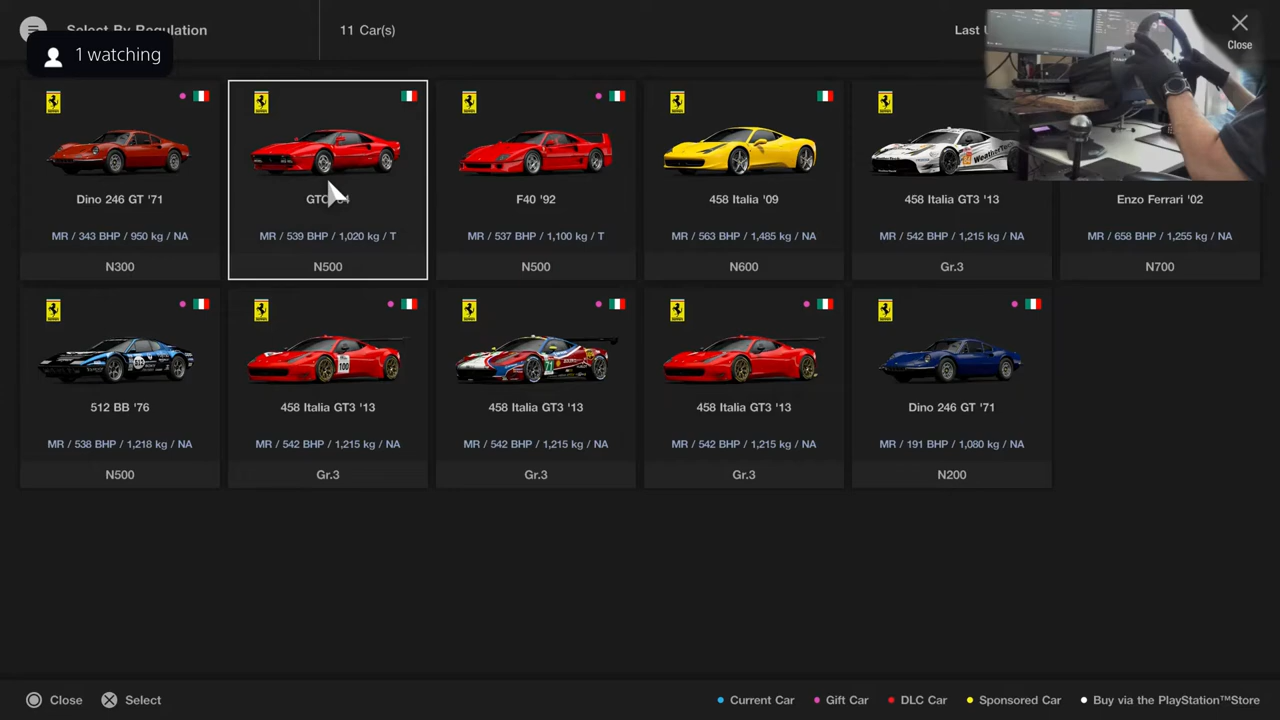 Select By Regulation
11 Car(s)
Last U
Close
1 watching
Dino 246 GT '71
MR / 343 BHP / 950 kg / NA
N300
MR / 539 BHP / 1,020 kg / T
N500
F40 '92
MR / 537 BHP / 1,100 kg / T
N500
458 Italia '09
MR / 563 BHP / 1,485 kg / NA
N600
458 Italia GT3 '13
MR / 542 BHP / 1,215 kg / NA
Gr.3
Enzo Ferrari '02
MR / 658 BHP / 1,255 kg / NA
N700
512 BB '76
MR / 538 BHP / 1,218 kg / NA
N500
458 Italia GT3 '13
MR / 542 BHP / 1,215 kg / NA
Gr.3
458 Italia GT3 '13
MR / 542 BHP / 1,215 kg / NA
Gr.3
458 Italia GT3 '13
MR / 542 BHP / 1,215 kg / NA
Gr.3
Dino 246 GT '71
MR / 191 BHP / 1,080 kg / NA
N200
Close
Select
Current Car
Gift Car
DLC Car
Sponsored Car
Buy via the PlayStation™Store